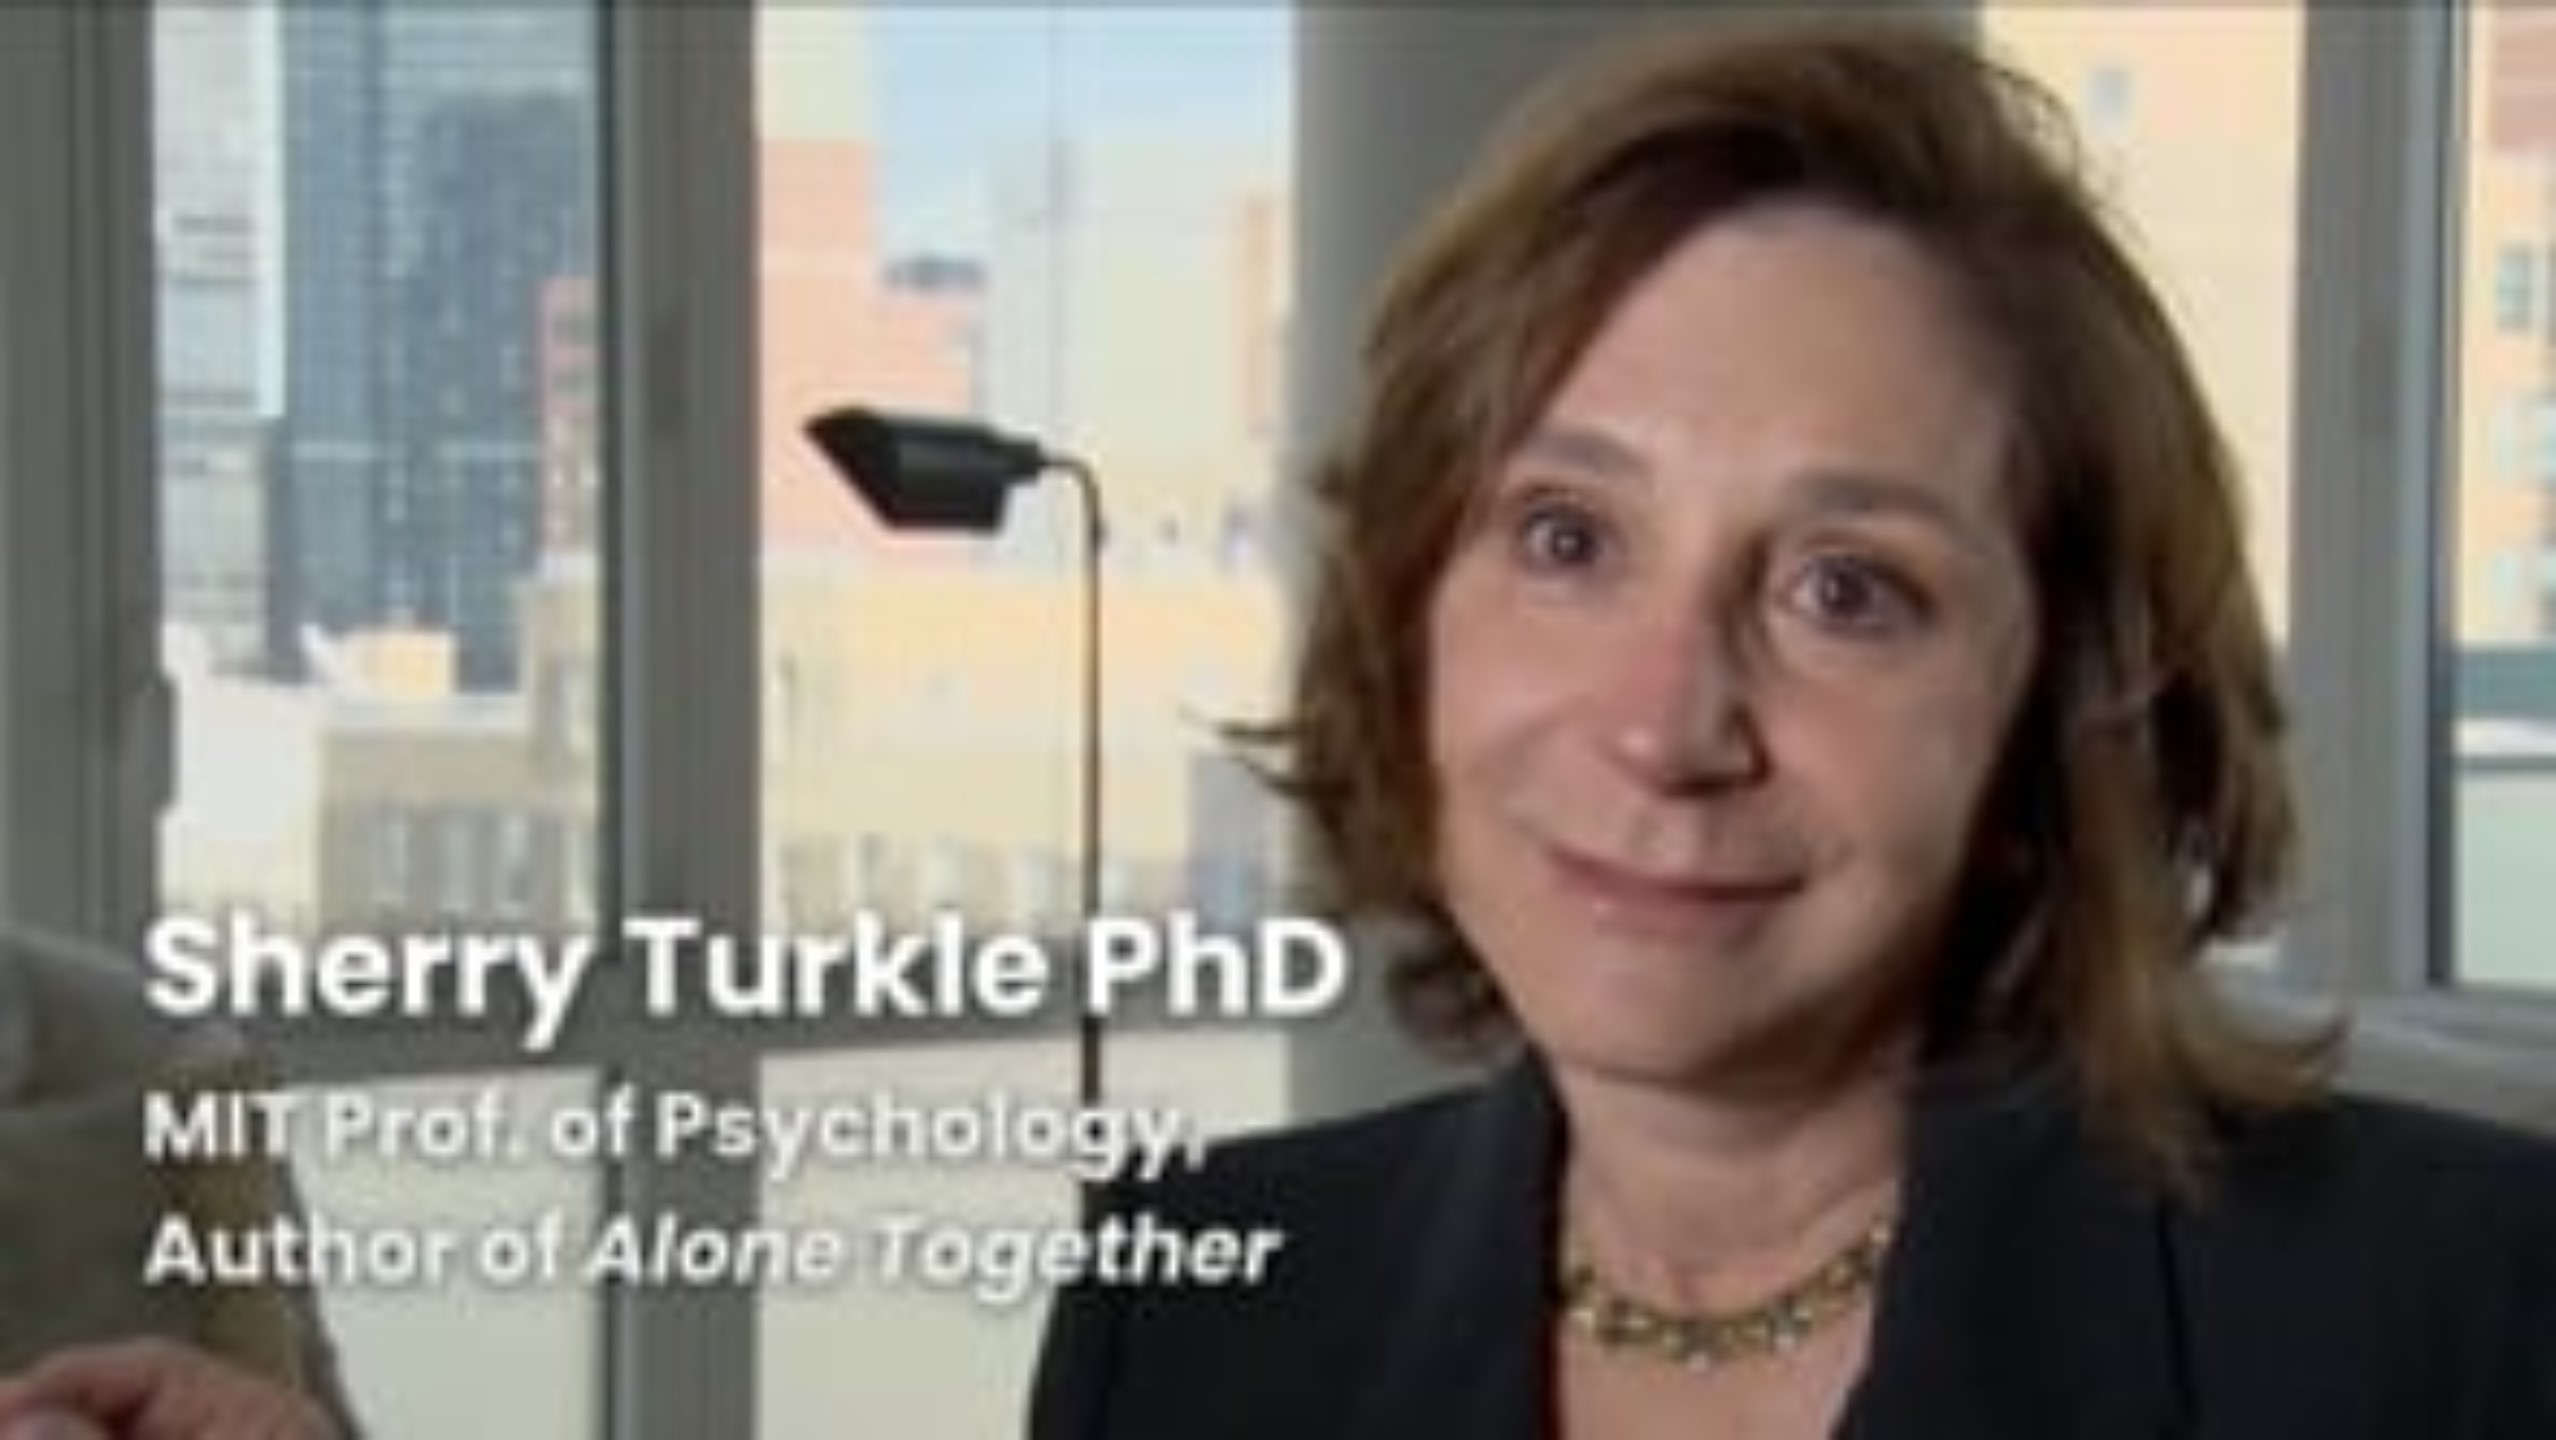 Sherry Turkle PhD
MIT Prof. of Psychology,
Author of Alone Together